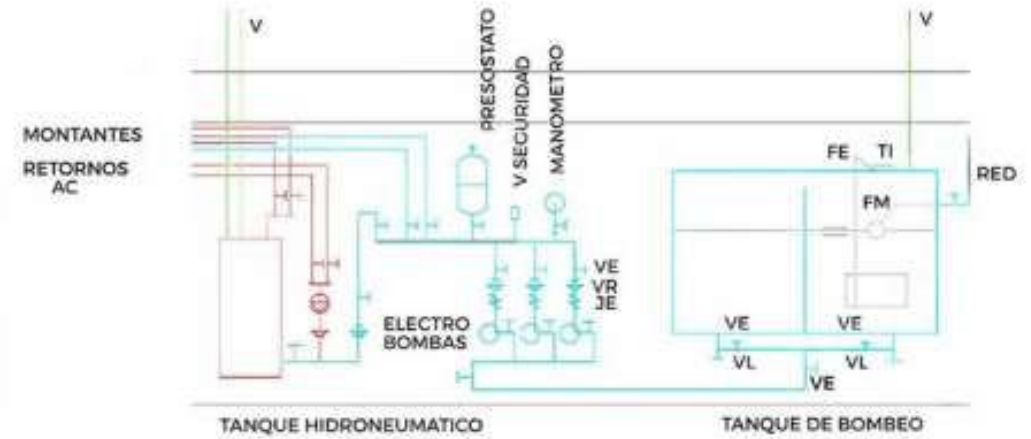 V
V
PRESOSTATO
V SEGURIDAD
MANOMETRO
MONTANTES
RETORNOS
AC
FE
TI
RED
FM
VE
VR
JE
ELECTRO
BOMBAS
VE
VE
VL
VL
VE
TANQUE HIDRONEUMATICO
TANQUE DE BOMBEO